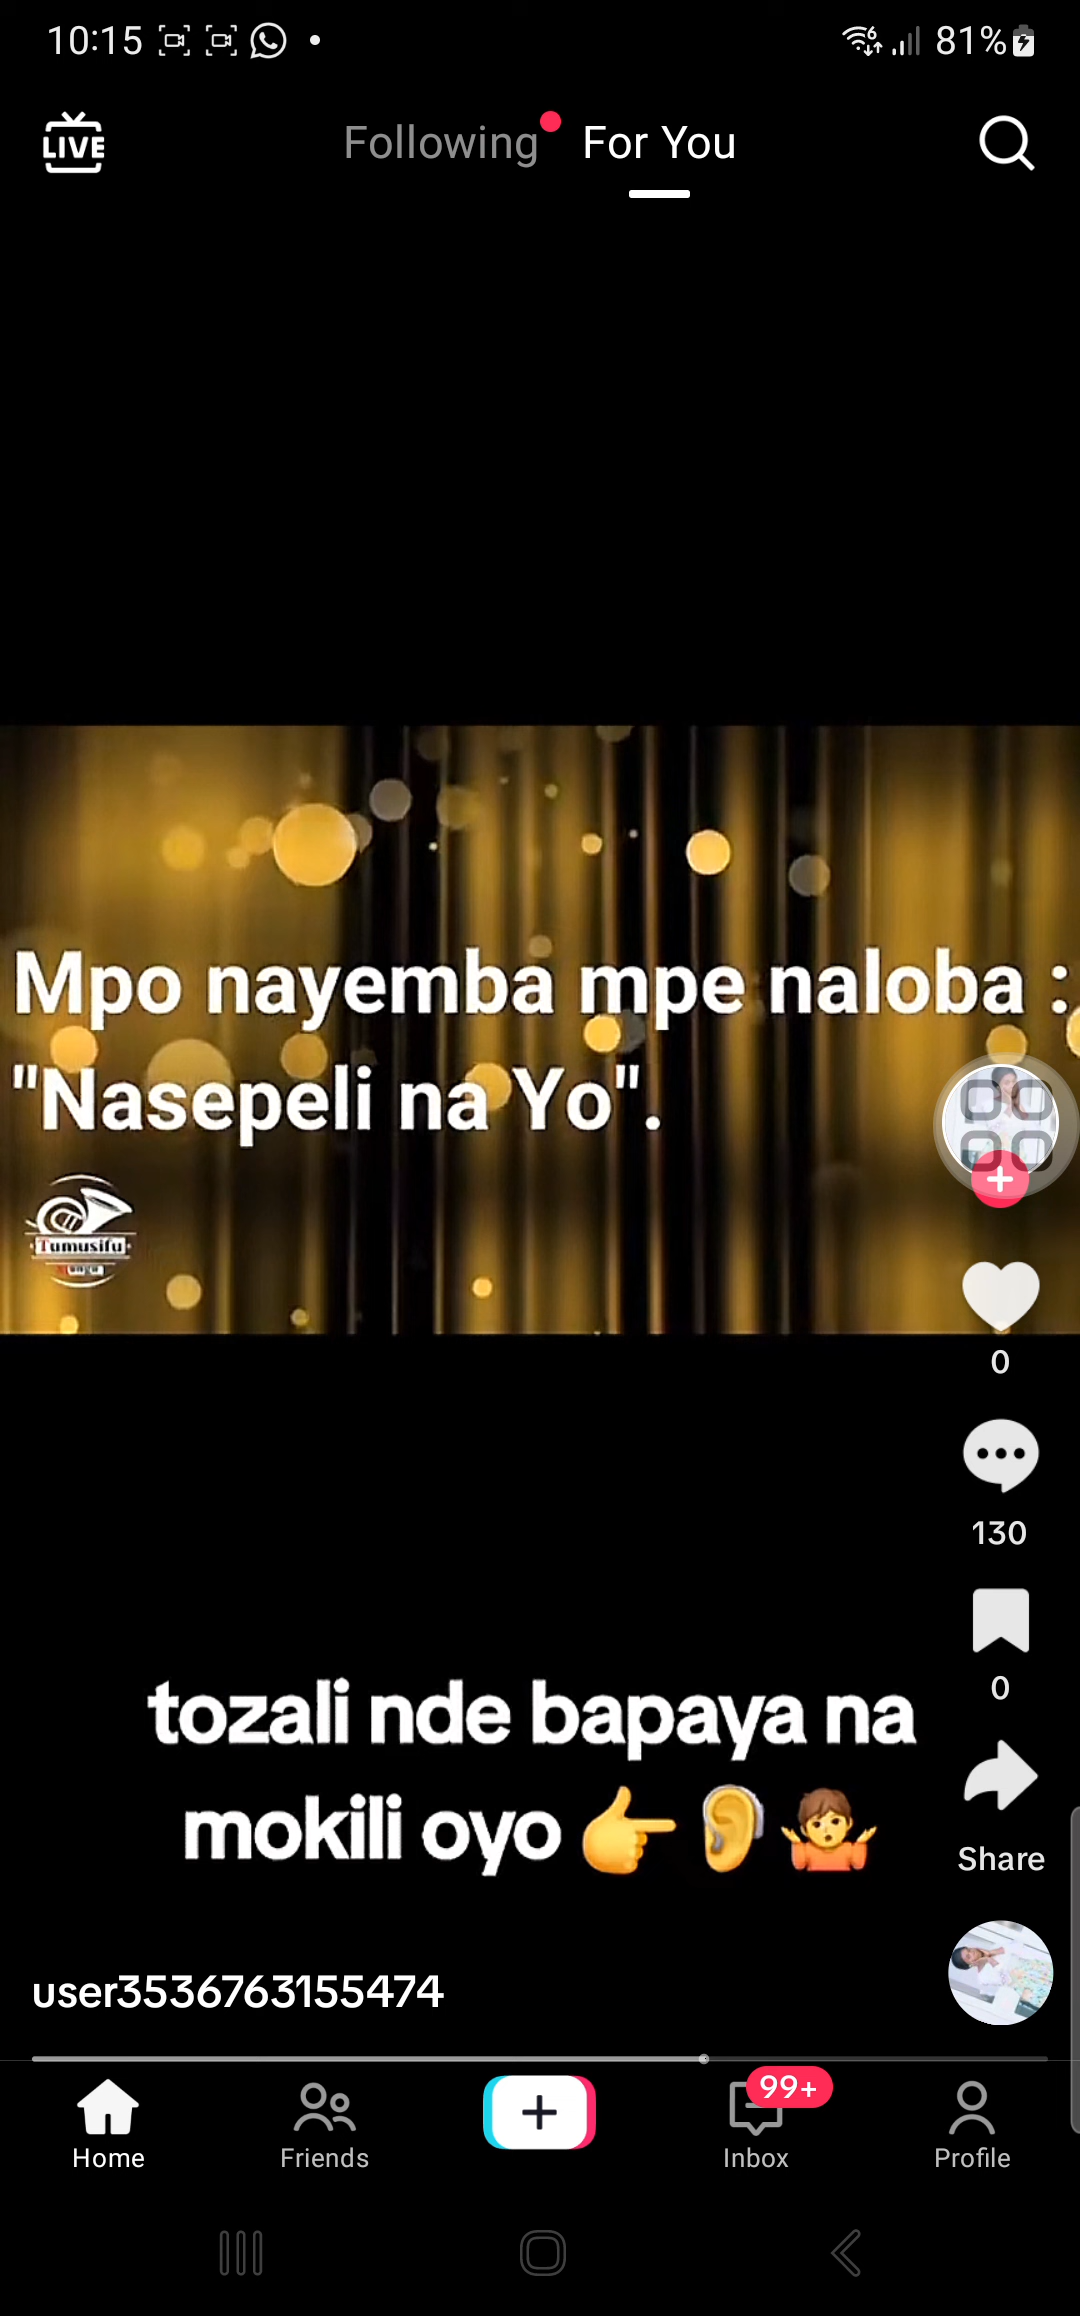 10:15
81%
LIVE
Following For You
Mpo nayemba mpe naloba :
"Nasepeli na Yo".
Tumusifu
0
130
tozali nde bapaya na
0
mokili oyo 👉🦻🤷
Share
user3536763155474
99+
Home Friends Inbox Profile